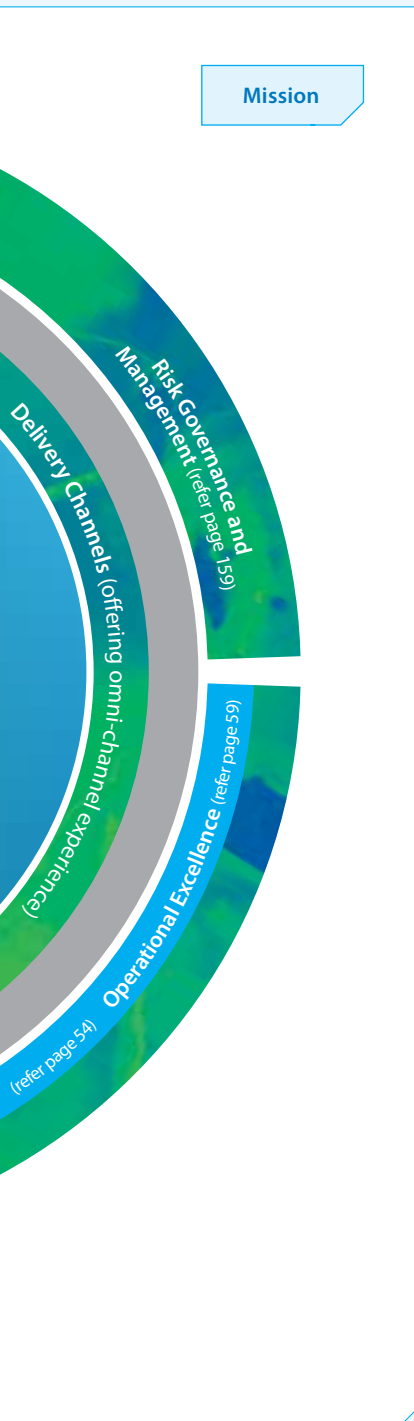 Mission
Risk Governance and
Management (refer page 159)
Delivery Channels (offering omni-channel experience)
Operational Excellence (refer page 59)
(refer page 54)